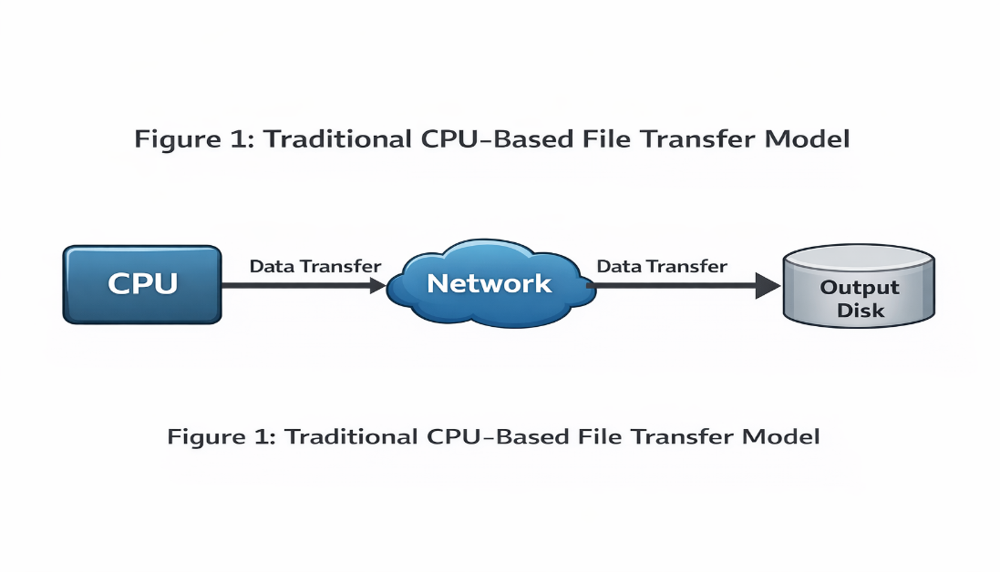 Figure 1: Traditional CPU-Based File Transfer Model
CPU
Data Transfer
Network
Data Transfer
Output
Disk
Figure 1: Traditional CPU-Based File Transfer Model